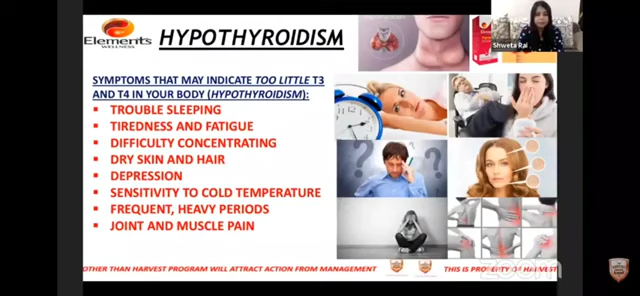 Elements
WELLNESS
HYPOTHYROIDISM
Shweta Rai
SYMPTOMS THAT MAY INDICATE TOO LITTLE T3
AND T4 IN YOUR BODY (HYPOTHYROIDISM):
▪ TROUBLE SLEEPING
▪ TIREDNESS AND FATIGUE
▪ DIFFICULTY CONCENTRATING
▪ DRY SKIN AND HAIR
▪ DEPRESSION
▪ SENSITIVITY TO COLD TEMPERATURE
▪ FREQUENT, HEAVY PERIODS
▪ JOINT AND MUSCLE PAIN
OTHER THAN HARVEST PROGRAM WILL ATTRACT ACTION FROM MANAGEMENT
THIS IS PROPERTY OF HARVEST
zoom